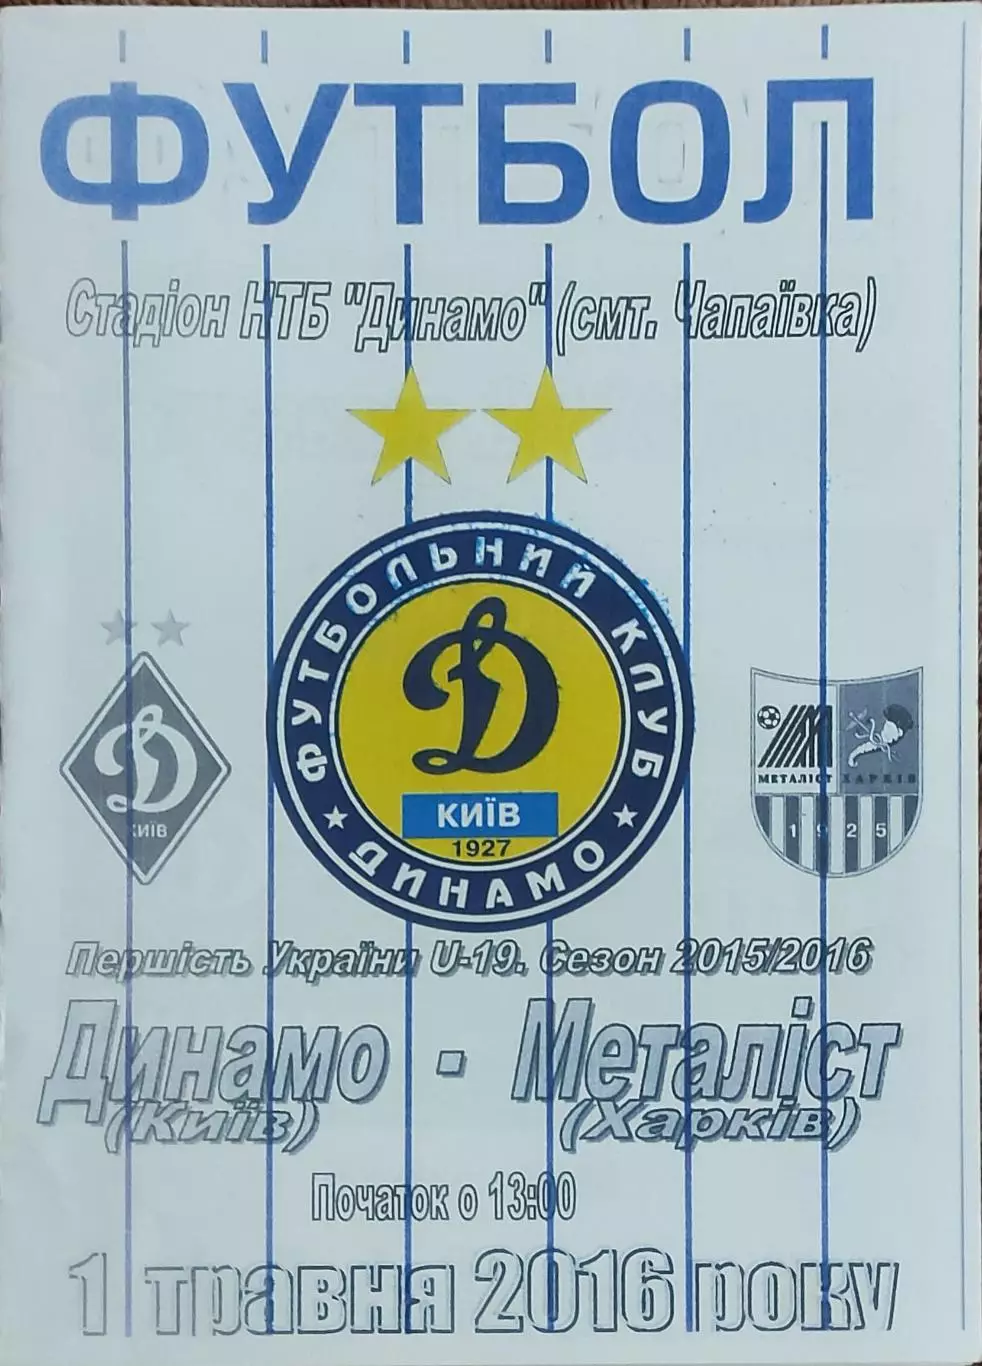 ФУТБОЛ
Стадіон НТБ "Динамо" (смт. Чапаївка)
ФУТБОЛЬНИЙ КЛУБ
Д
КИЇВ
1927
ДИНАМО
Д
КИЇВ
МЕТАЛІСТ ХАРКІВ
1925
Першість України U-19. Сезон 2015/2016
Динамо - Металіст
(Київ) (Харків)
Початок о 13:00
1 травня 2016 року